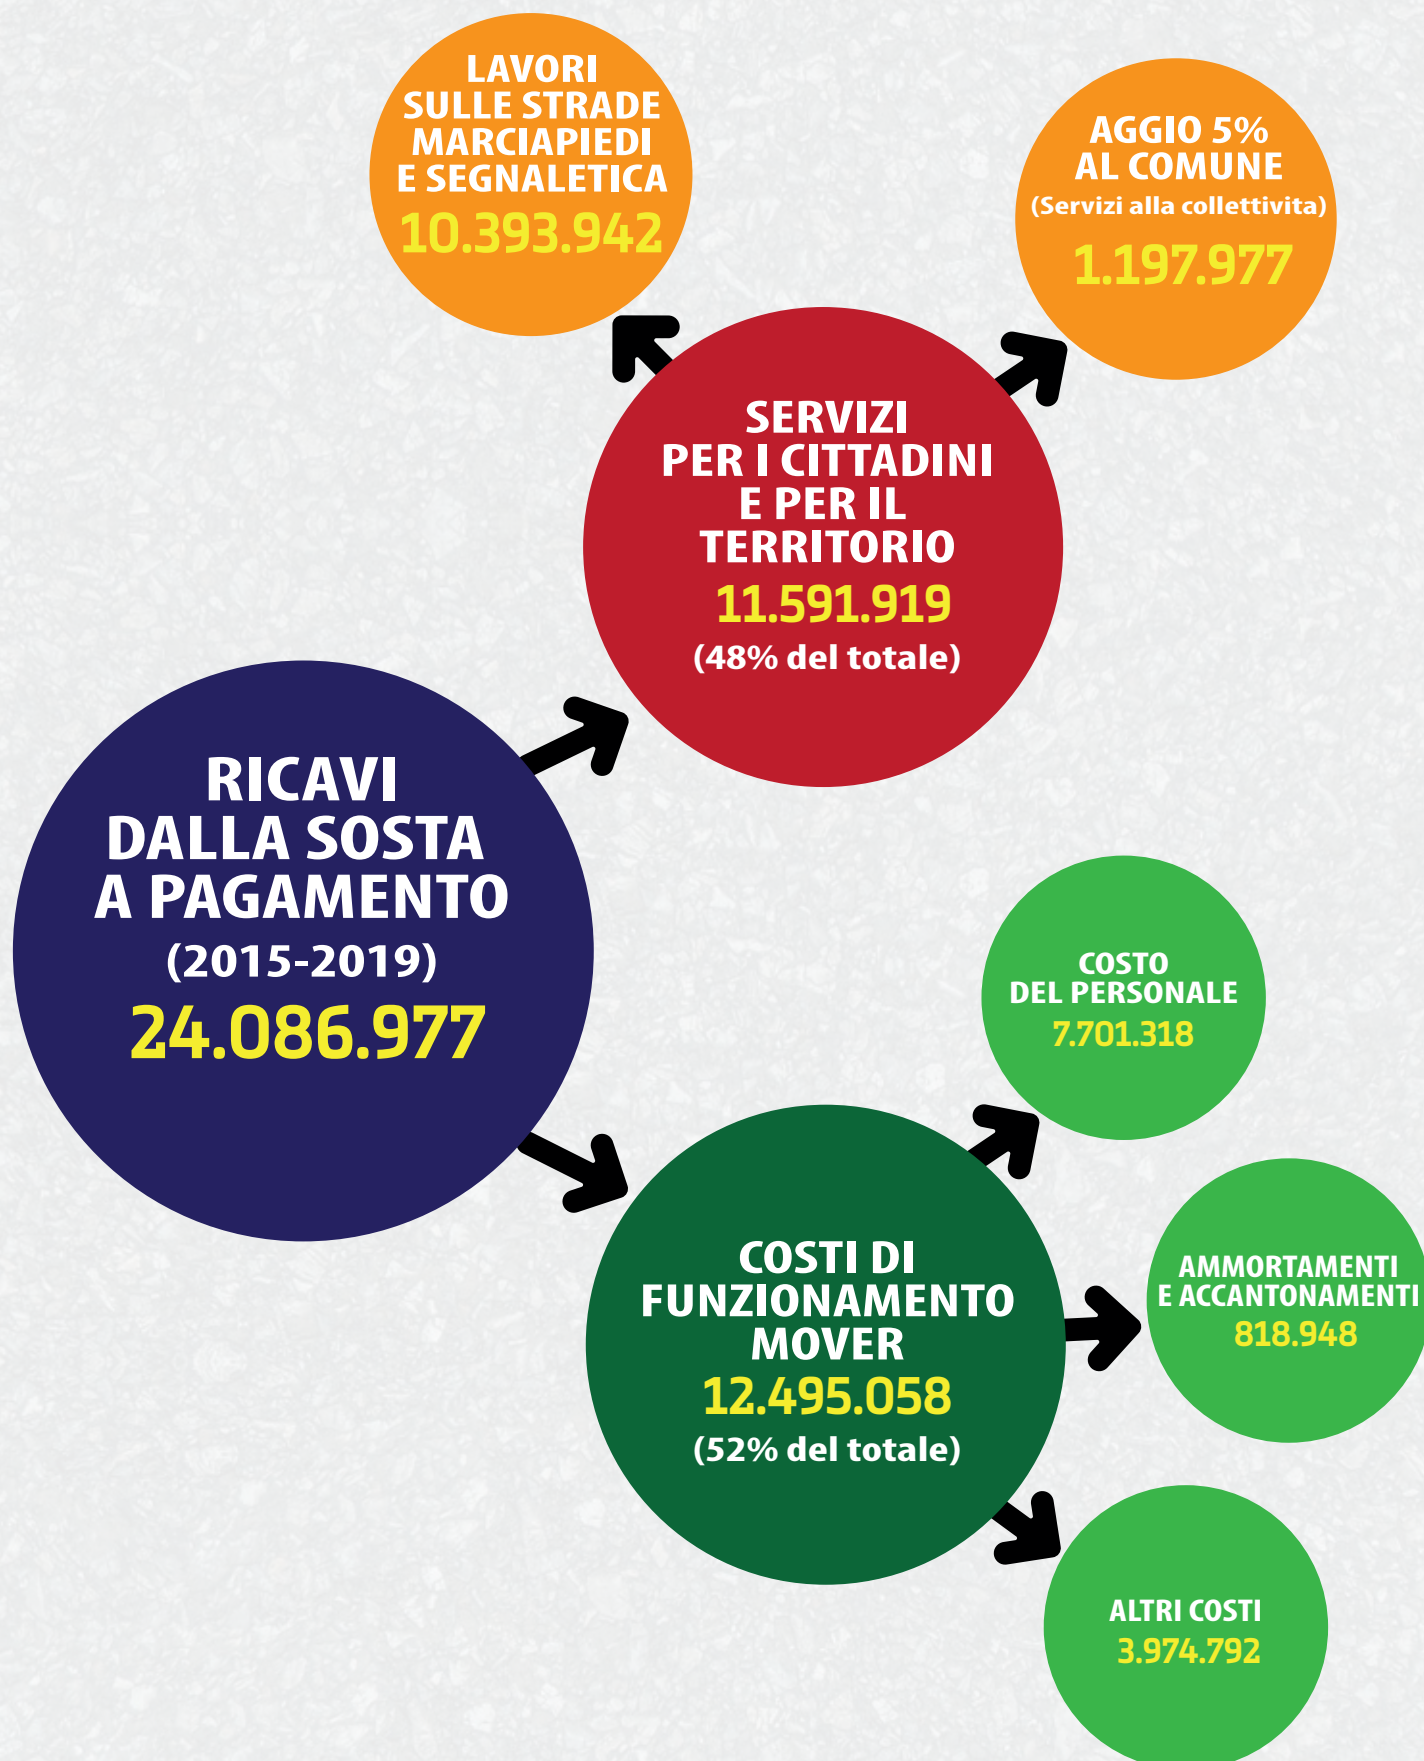 LAVORI
SULLE STRADE
MARCIAPIEDI
E SEGNALETICA
10.393.942
AGGIO 5%
AL COMUNE
(Servizi alla collettivita)
1.197.977
SERVIZI
PER I CITTADINI
E PER IL
TERRITORIO
11.591.919
(48% del totale)
RICAVI
DALLA SOSTA
A PAGAMENTO
(2015-2019)
24.086.977
COSTO
DEL PERSONALE
7.701.318
COSTI DI
FUNZIONAMENTO
MOVER
12.495.058
(52% del totale)
AMMORTAMENTI
E ACCANTONAMENTI
818.948
ALTRI COSTI
3.974.792